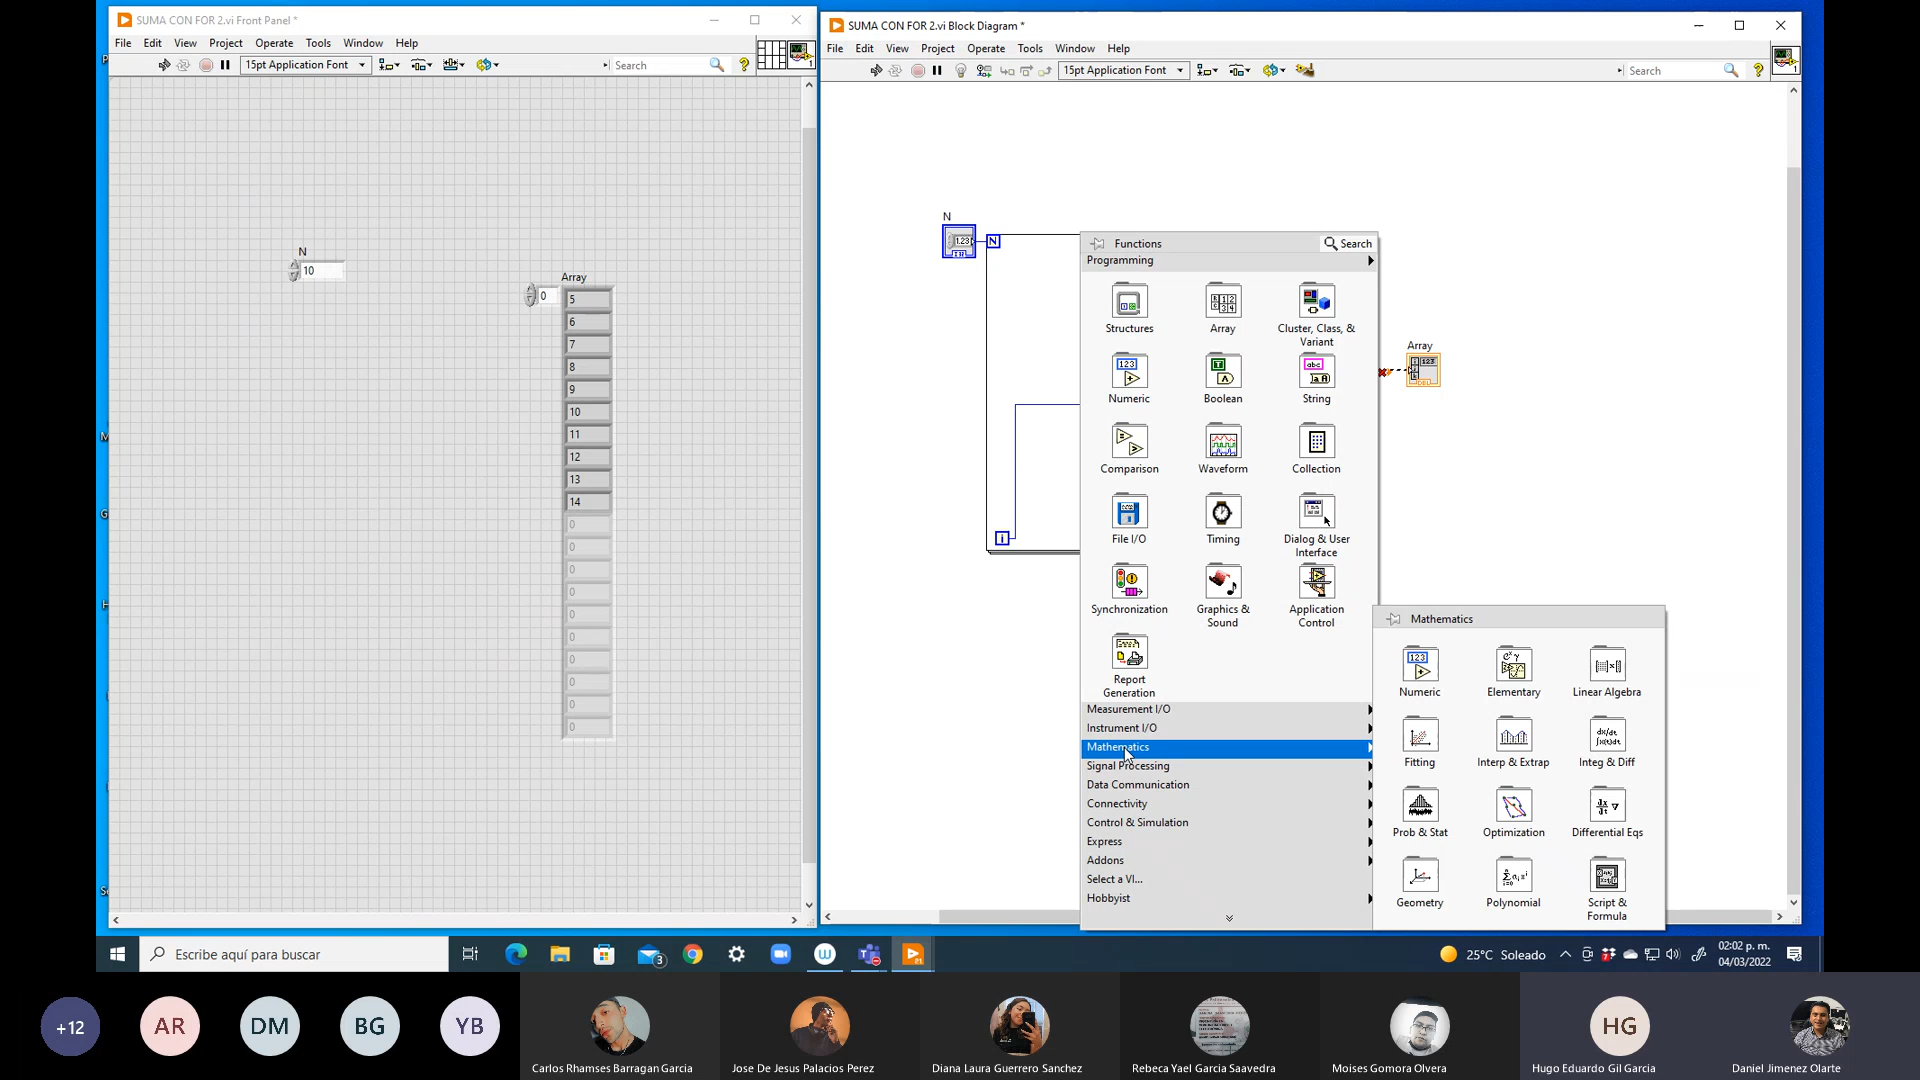 SUMA CON FOR 2.vi Front Panel *
File Edit View Project Operate Tools Window Help
15pt Application Font
Search
N
10
Array
0
5
6
7
8
9
10
11
12
13
14
0
0
0
0
0
0
0
0
0
0
SUMA CON FOR 2.vi Block Diagram *
File Edit View Project Operate Tools Window Help
15pt Application Font
Search
N
1.23
N
i
Array
Functions
Search
Programming
Structures
Array
Cluster, Class, & Variant
Numeric
Boolean
String
Comparison
Waveform
Collection
File I/O
Timing
Dialog & User Interface
Synchronization
Graphics & Sound
Application Control
Report Generation
Measurement I/O
Instrument I/O
Mathematics
Signal Processing
Data Communication
Connectivity
Control & Simulation
Express
Addons
Select a VI...
Hobbyist
Mathematics
Numeric
Elementary
Linear Algebra
Fitting
Interp & Extrap
Integ & Diff
Prob & Stat
Optimization
Differential Eqs
Geometry
Polynomial
Script & Formula
Escribe aquí para buscar
3
25°C Soleado
02:02 p. m.
04/03/2022
+12
AR
DM
BG
YB
HG
Carlos Rhamses Barragan Garcia
Jose De Jesus Palacios Perez
Diana Laura Guerrero Sanchez
Rebeca Yael Garcia Saavedra
Moises Gomora Olvera
Hugo Eduardo Gil Garcia
Daniel Jimenez Olarte